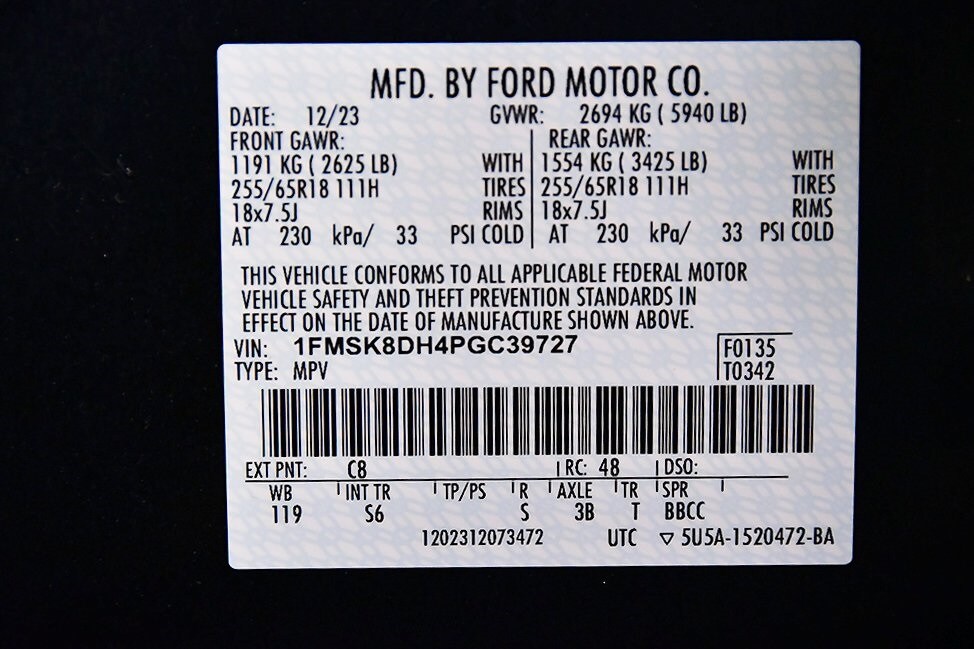 MFD. BY FORD MOTOR CO.
DATE: 12/23 GVWR: 2694 KG ( 5940 LB)
FRONT GAWR: REAR GAWR:
1191 KG ( 2625 LB) WITH 1554 KG ( 3425 LB) WITH
255/65R18 111H TIRES 255/65R18 111H TIRES
18x7.5J RIMS 18x7.5J RIMS
AT 230 kPa/ 33 PSI COLD AT 230 kPa/ 33 PSI COLD
THIS VEHICLE CONFORMS TO ALL APPLICABLE FEDERAL MOTOR
VEHICLE SAFETY AND THEFT PREVENTION STANDARDS IN
EFFECT ON THE DATE OF MANUFACTURE SHOWN ABOVE.
VIN: 1FMSK8DH4PGC39727 F0135
TYPE: MPV T0342
EXT PNT: C8 RC: 48 DSO:
WB INT TR TP/PS R AXLE TR SPR
119 S6 S 3B T BBCC
1202312073472 UTC ▽ 5U5A-1520472-BA